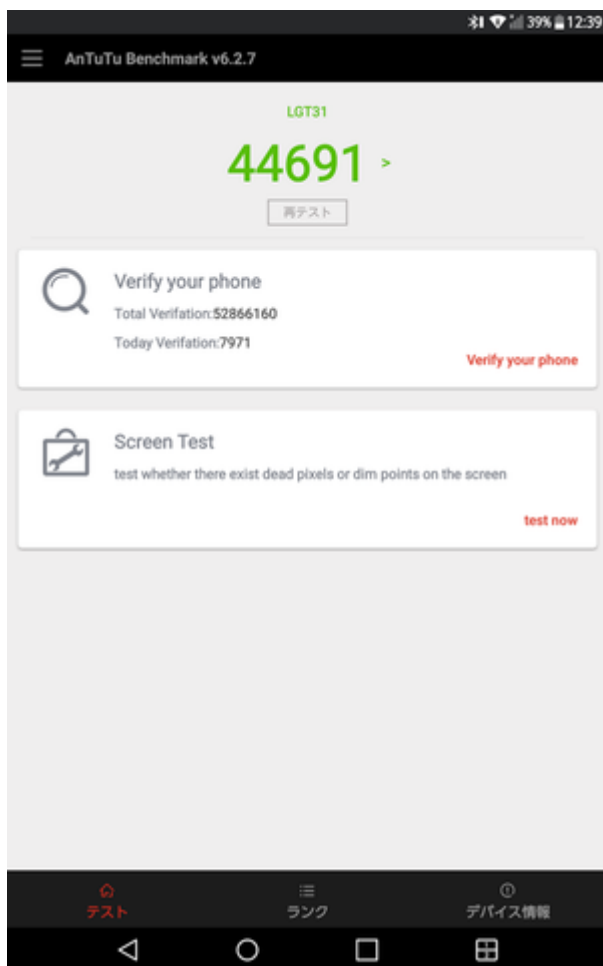 39% 12:39
AnTuTu Benchmark v6.2.7
LGT31
44691 >
再テスト
Verify your phone
Total Verifation:52866160
Today Verifation:7971
Verify your phone
Screen Test
test whether there exist dead pixels or dim points on the screen
test now
テスト ランク デバイス情報